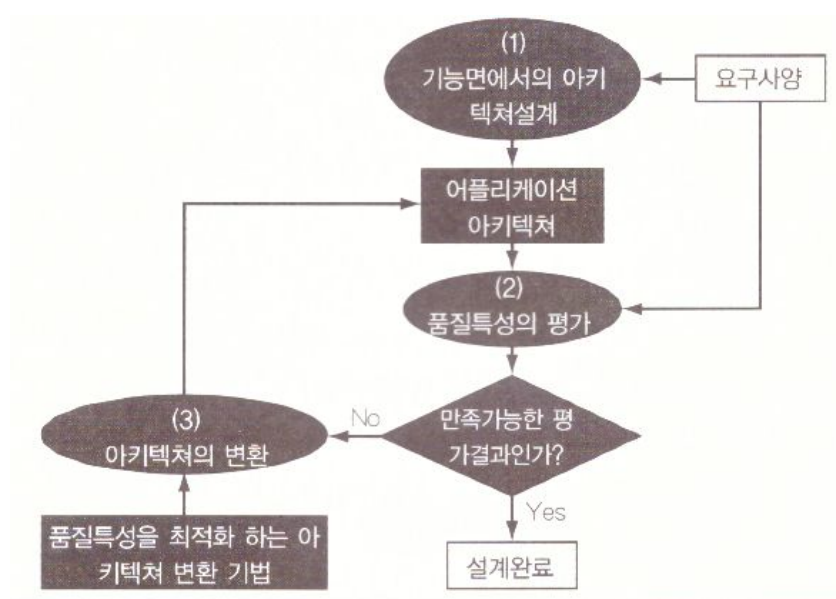 (1)
기능면에서의 아키
텍쳐설계
요구사양
어플리케이션
아키텍쳐
(2)
품질특성의 평가
만족가능한 평
가결과인가?
No
(3)
아키텍쳐의 변환
Yes
품질특성을 최적화 하는 아
키텍쳐 변환 기법
설계완료